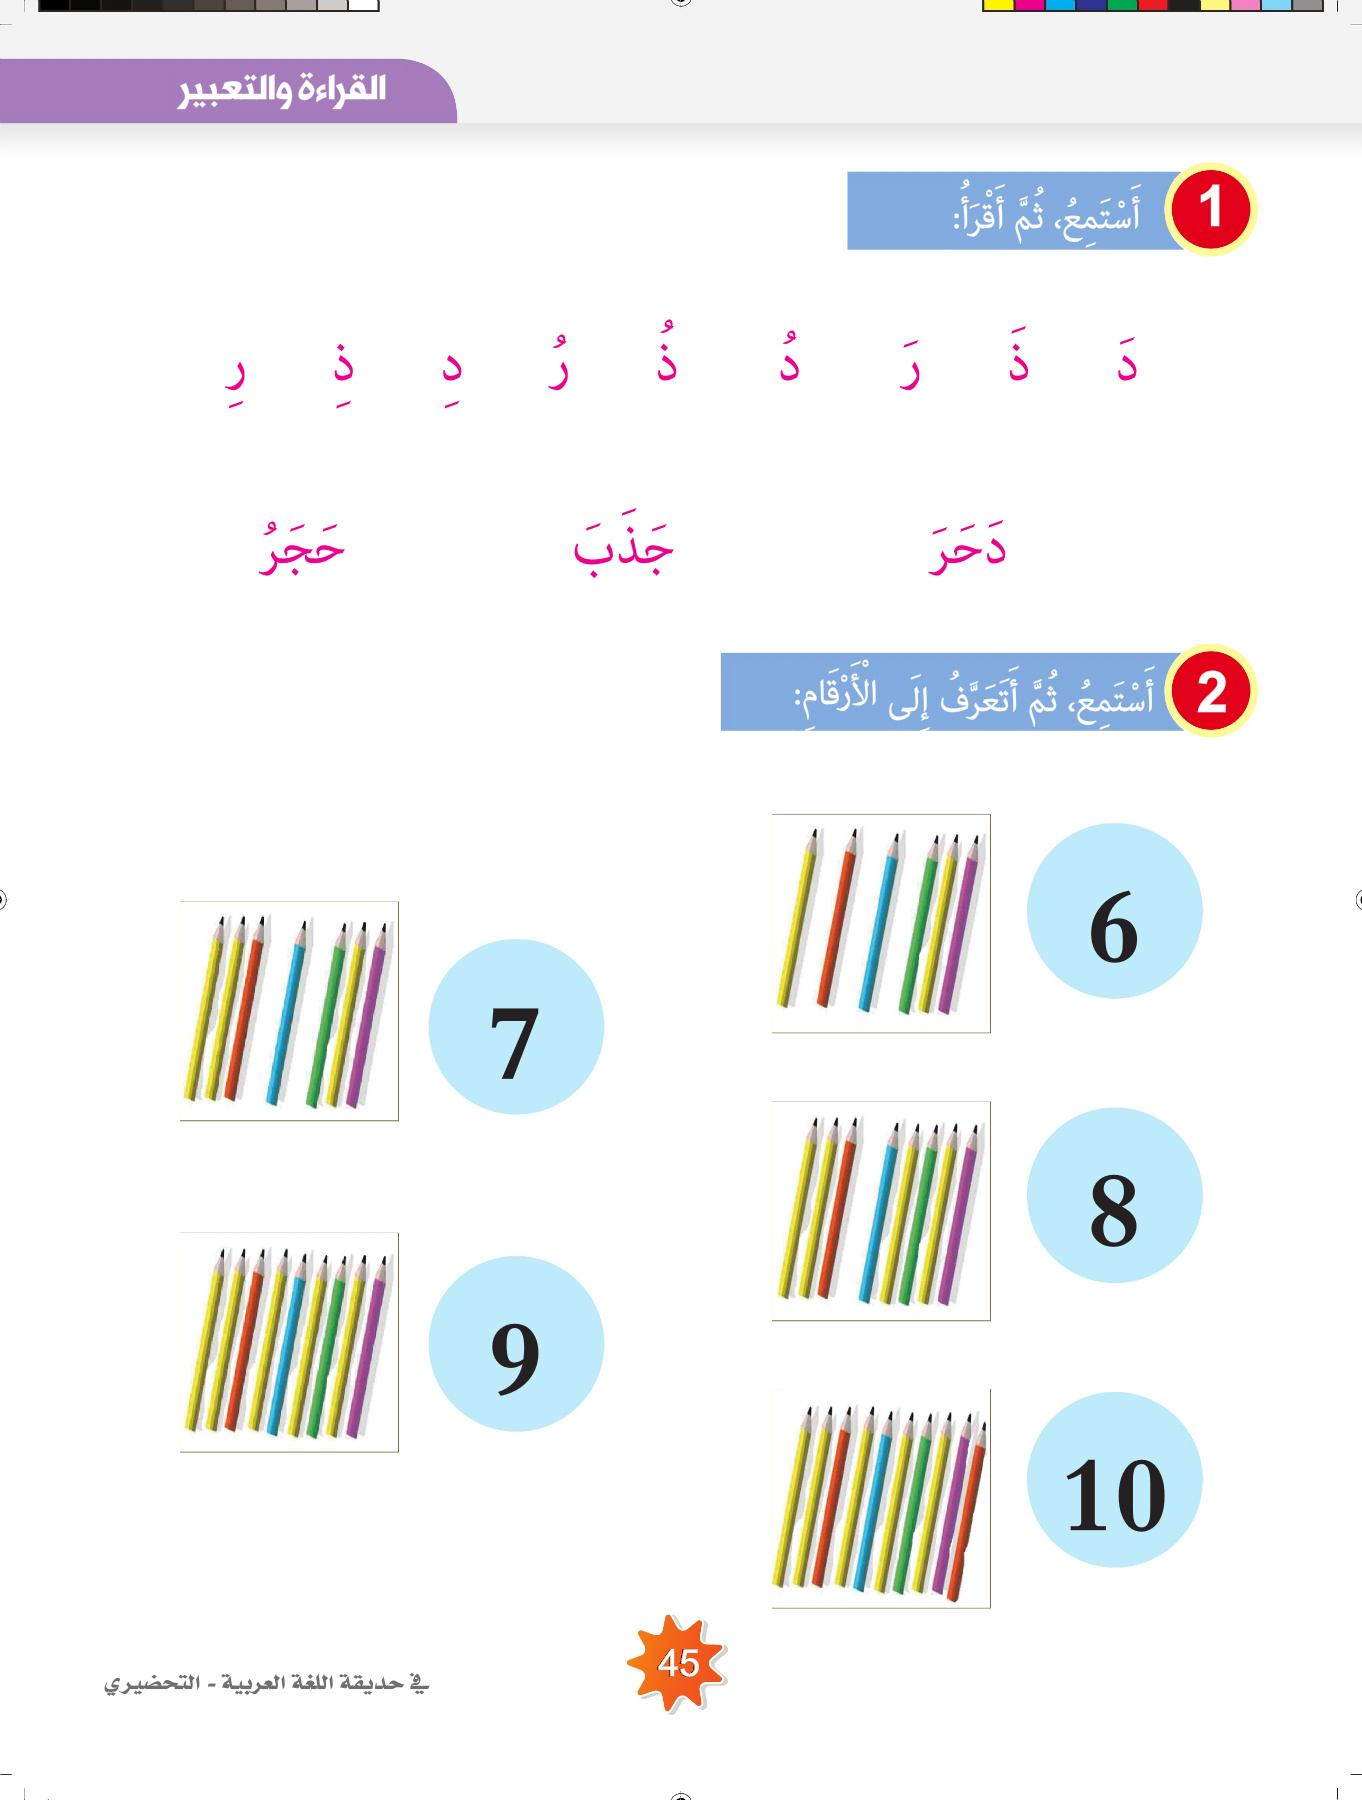 القراءة والتعبير
1 أَسْتَمِعُ، ثُمَّ أَقْرَأُ:
دَ ذَ رَ دُ ذُ رُ دِ ذِ رِ
دَحَرَ جَذَبَ حَجَرُ
2 أَسْتَمِعُ، ثُمَّ أَتَعَرَّفُ إِلَى الْأَرْقَامِ:
6
7
8
9
10
45
في حديقة اللغة العربية - التحضيري